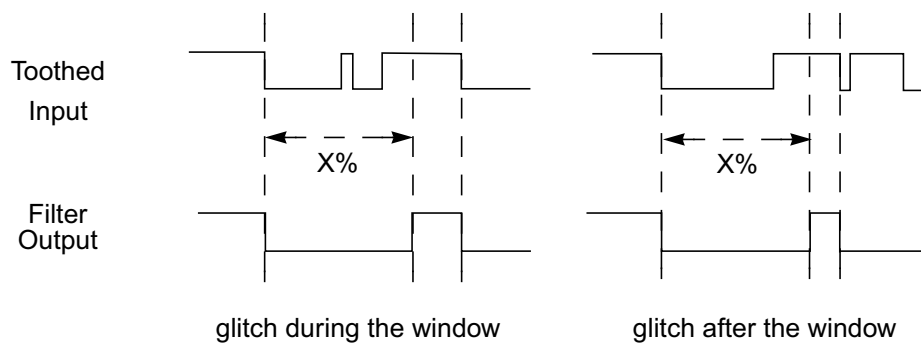 Toothed
Input
X%
X%
Filter
Output
glitch during the window
glitch after the window